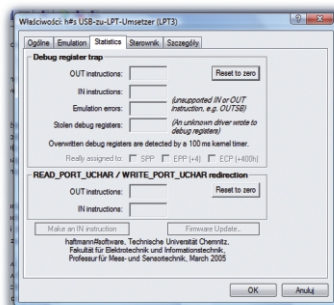 Właściwości: h#s USB-zu-LPT-Umsetzer (LPT3)
Ogólne Emulation Statistics Sterownik Szczegóły
Debug register trap
OUT instructions: Reset to zero
IN instructions:
Emulation errors: (unsupported IN or OUT instruction, e.g. OUTSB)
Stolen debug registers: (An unknown driver wrote to debug registers)
Overwritten debug registers are detected by a 100 ms kernel timer.
Really assigned to: SPP EPP (+4) ECP (+400h)
READ_PORT_UCHAR / WRITE_PORT_UCHAR redirection
OUT instructions: Reset to zero
IN instructions:
Make an IN instruction Firmware Update...
haftmann#software, Technische Universität Chemnitz,
Fakultät für Elektrotechnik und Informationstechnik,
Professur für Mess- und Sensortechnik, March 2005
OK Anuluj